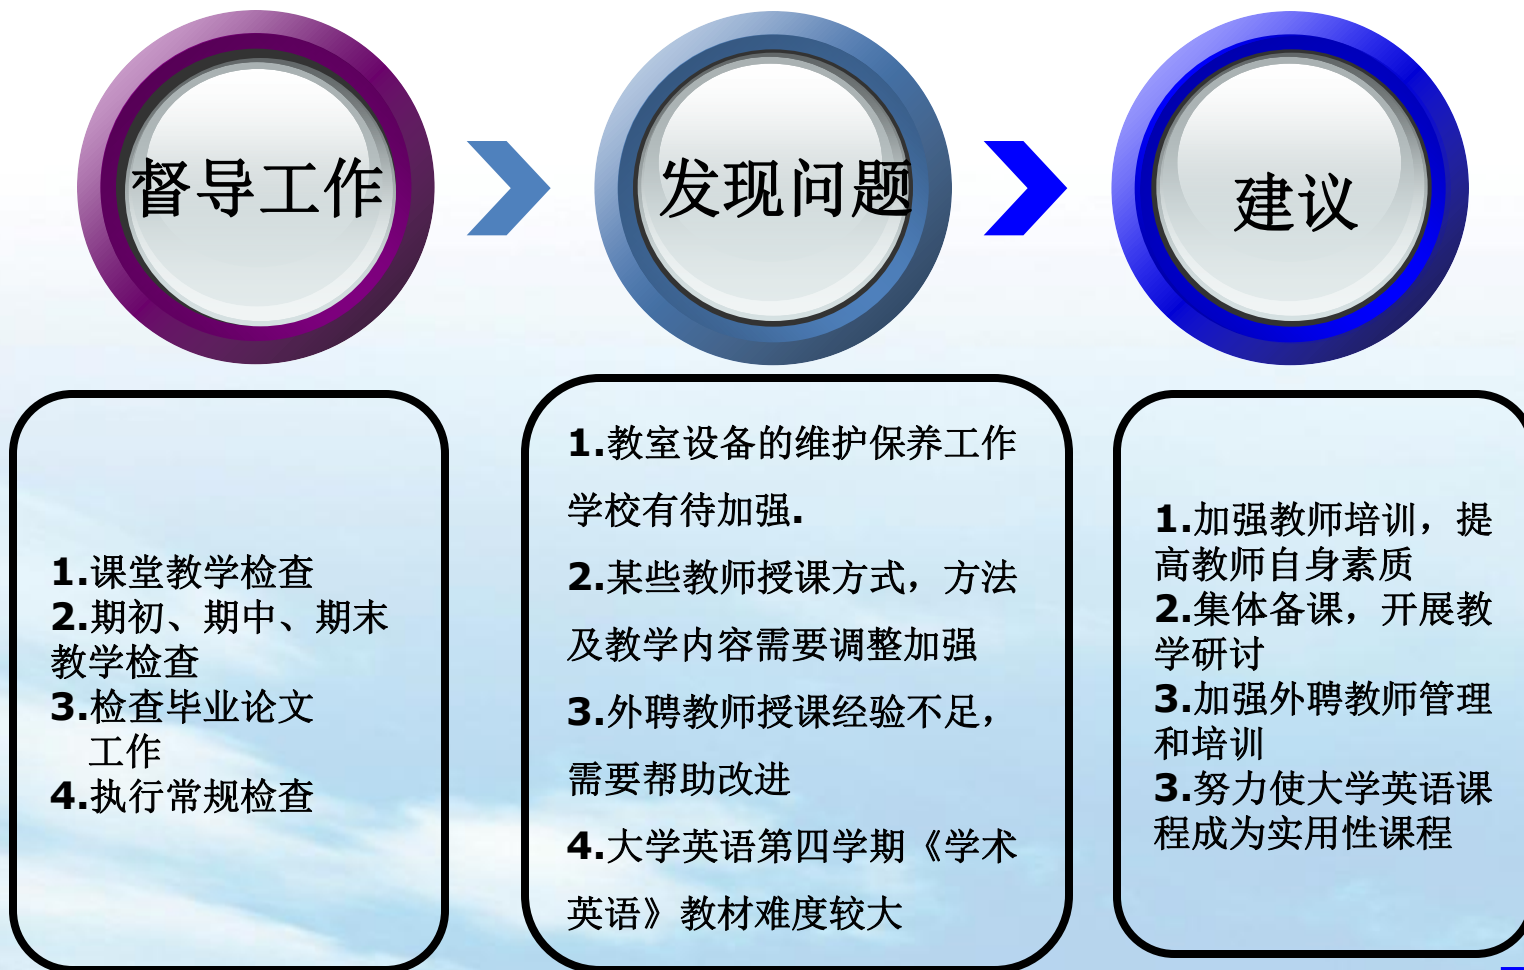 督导工作
发现问题
建议
1.课堂教学检查
2.期初、期中、期末
教学检查
3.检查毕业论文
工作
4.执行常规检查
1.教室设备的维护保养工作
学校有待加强.
2.某些教师授课方式，方法
及教学内容需要调整加强
3.外聘教师授课经验不足，
需要帮助改进
4.大学英语第四学期《学术
英语》教材难度较大
1.加强教师培训，提
高教师自身素质
2.集体备课，开展教
学研讨
3.加强外聘教师管理
和培训
3.努力使大学英语课
程成为实用性课程